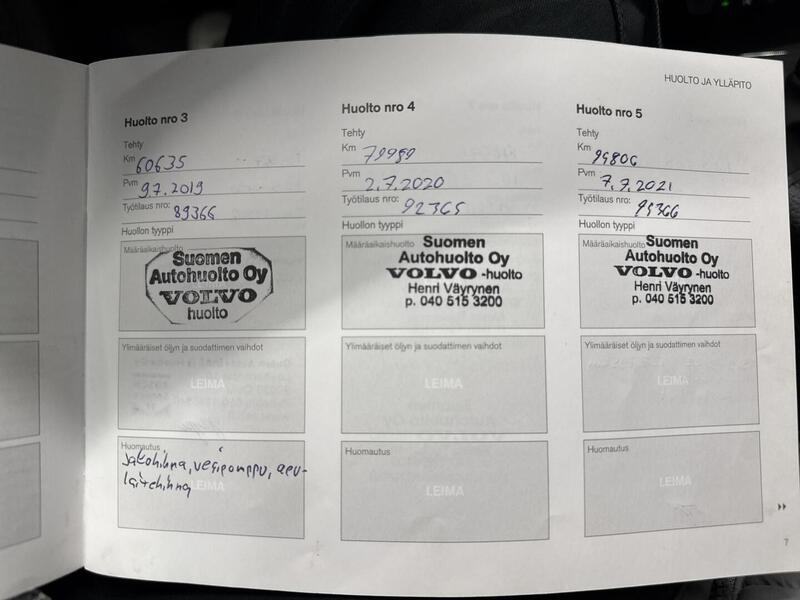 HUOLTO JA YLLÄPITO
Huolto nro 3
Tehty
Km 60635
Pvm 9.7.2019
Työtilaus nro: 89366
Huollon tyyppi
Määräaikaishuolto
Suomen
Autohuolto Oy
VOLVO
huolto
Ylimääräiset öljyn ja suodattimen vaihdot
LEIMA
Huomautus
Jakohihna, vesipumppu, apu-
laitehihna
LEIMA
Huolto nro 4
Tehty
Km 79989
Pvm 2.7.2020
Työtilaus nro: 92365
Huollon tyyppi
Määräaikaishuolto
Suomen
Autohuolto Oy
VOLVO -huolto
Henri Väyrynen
p. 040 515 3200
Ylimääräiset öljyn ja suodattimen vaihdot
LEIMA
Huomautus
LEIMA
Huolto nro 5
Tehty
Km 99806
Pvm 7.7.2021
Työtilaus nro: 95366
Huollon tyyppi
Määräaikaishuolto
Suomen
Autohuolto Oy
VOLVO -huolto
Henri Väyrynen
p. 040 515 3200
Ylimääräiset öljyn ja suodattimen vaihdot
LEIMA
Huomautus
LEIMA
7